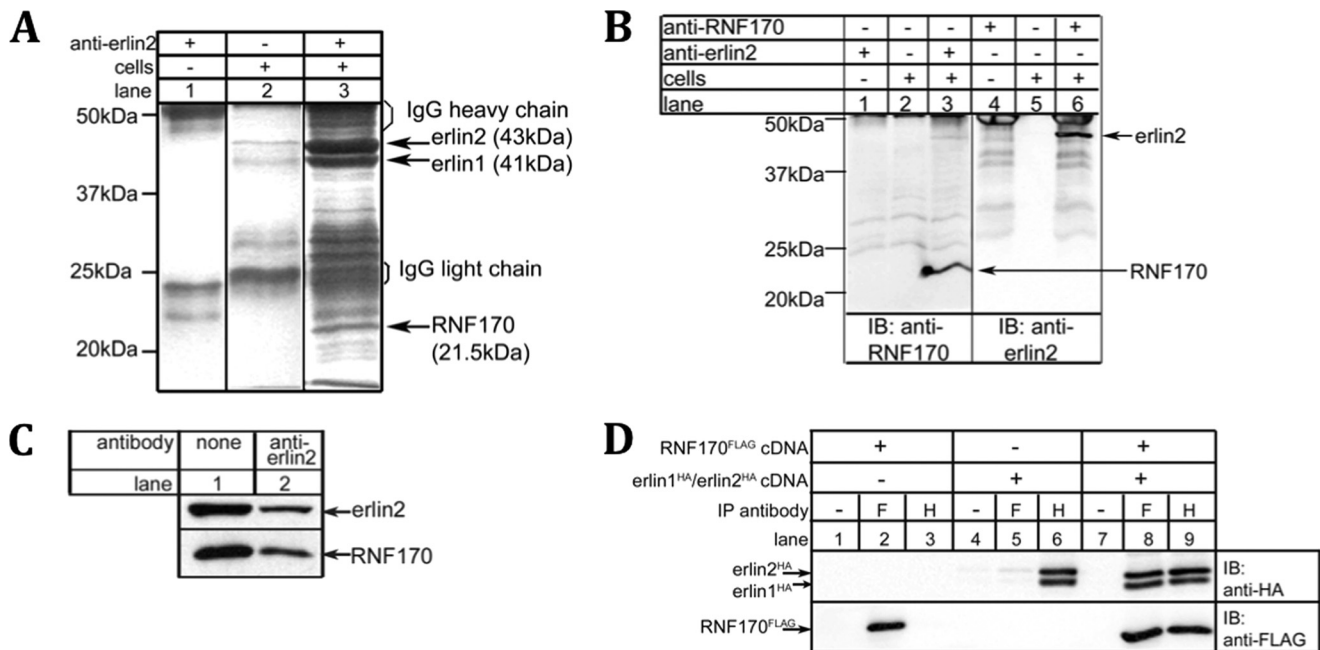 A
anti-erlin2 + - +
cells - + +
lane 1 2 3
50kDa
37kDa
25kDa
20kDa
IgG heavy chain
erlin2 (43kDa)
erlin1 (41kDa)
IgG light chain
RNF170
(21.5kDa)
B
anti-RNF170 - - - + - +
anti-erlin2 + - + - - -
cells - + + - + +
lane 1 2 3 4 5 6
50kDa
37kDa
25kDa
20kDa
erlin2
RNF170
IB: anti-
RNF170
IB: anti-
erlin2
C
antibody none anti-
erlin2
lane 1 2
erlin2
RNF170
D
RNF170FLAG cDNA + - +
erlin1HA/erlin2HA cDNA - + +
IP antibody - F H - F H - F H
lane 1 2 3 4 5 6 7 8 9
erlin2HA
erlin1HA
IB:
anti-HA
RNF170FLAG
IB:
anti-FLAG